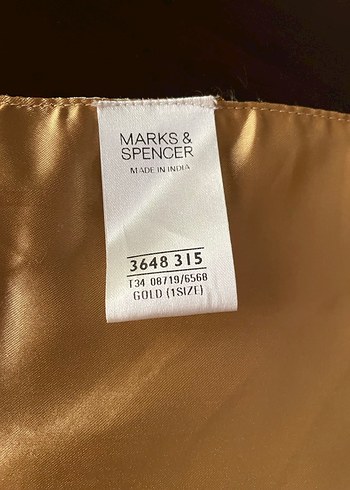 MARKS &
SPENCER
MADE IN INDIA
3648 315
T34 08719/6568
GOLD (1SIZE)